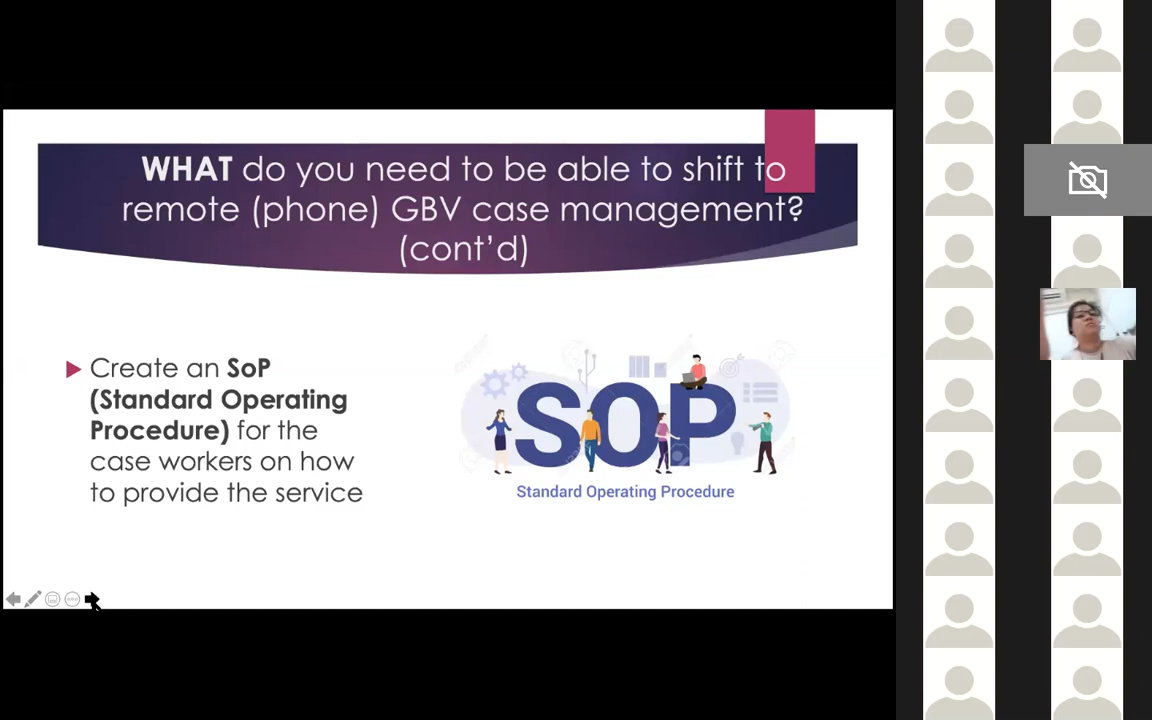 WHAT do you need to be able to shift to
remote (phone) GBV case management?
(cont'd)
Create an SoP
(Standard Operating
Procedure) for the
case workers on how
to provide the service
SOP
Standard Operating Procedure